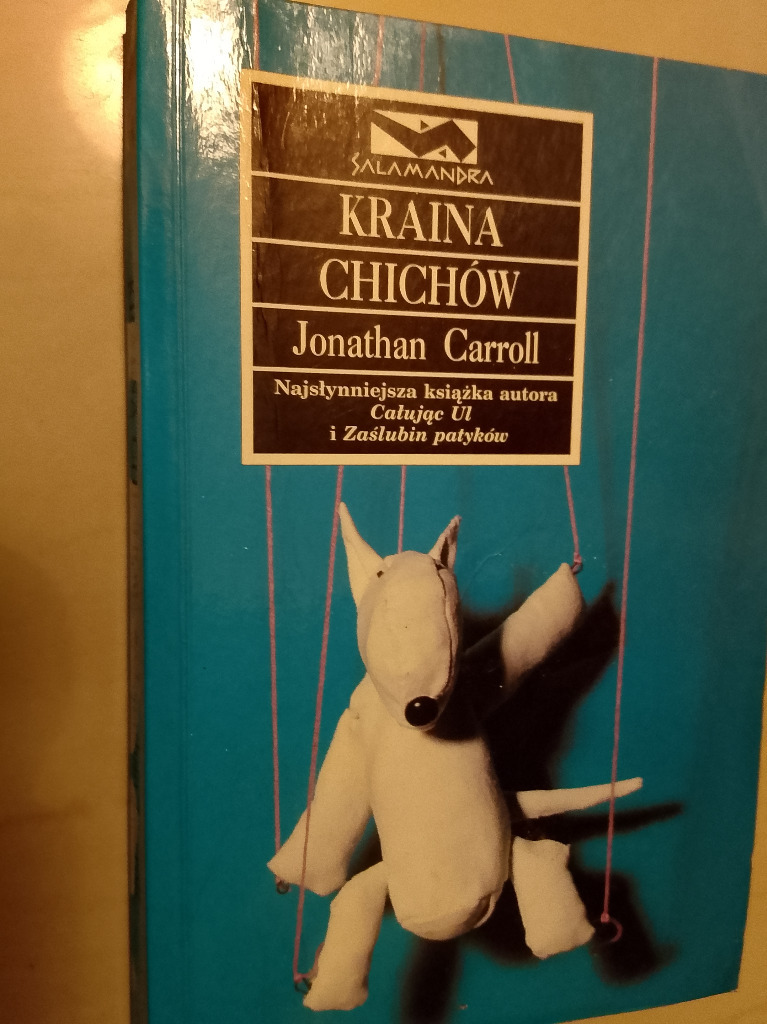 SALAMANDRA
KRAINA
CHICHÓW
Jonathan Carroll
Najsłynniejsza książka autora
Całując Ul
i Zaślubin patyków